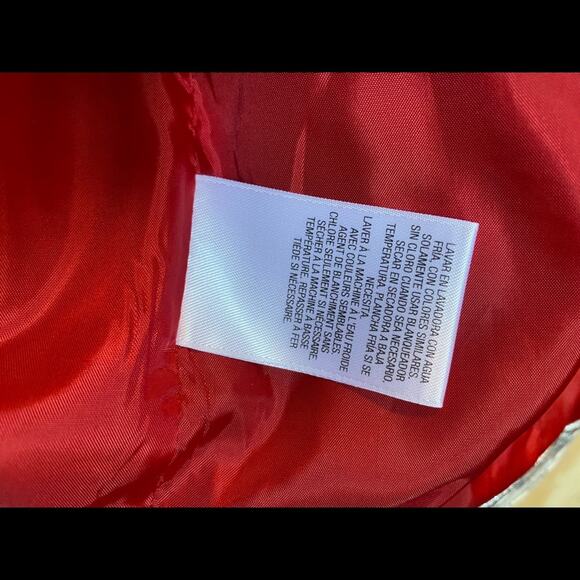 LAVAR EN LAVADORA CON AGUA
FRÍA, CON COLORES SIMILARES.
SOLAMENTE USAR BLANQUEADOR
SIN CLORO CUANDO SEA NECESARIO.
SECAR EN SECADORA A BAJA
TEMPERATURA. PLANCHA FRIA SI SE
NECESITA.
LAVER À LA MACHINE À L'EAU FROIDE
AVEC COULEURS SEMBLABLES.
AGENT DE BLANCHIMENT SANS
CHLORE SEULEMENT SI NÉCESSAIRE.
SÉCHER À LA MACHINE À BASSE
TEMPÉRATURE. REPASSER À FER
TIÈDE SI NÉCESSAIRE.